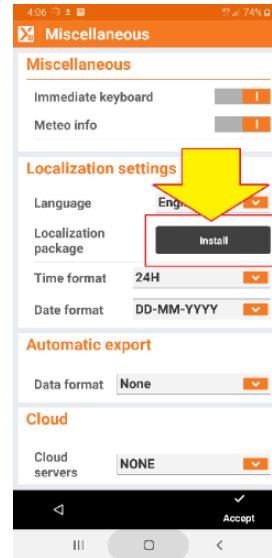 4:06 74%
Miscellaneous
Miscellaneous
Immediate keyboard
Meteo info
Localization settings
Language
Localization package Install
Time format 24H
Date format DD-MM-YYYY
Automatic export
Data format None
Cloud
Cloud servers NONE
Accept